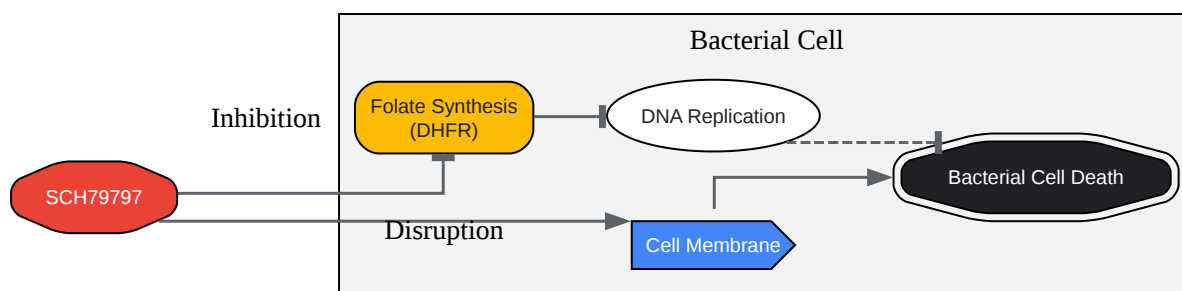 Bacterial Cell
Inhibition
Folate Synthesis
(DHFR)
DNA Replication
SCH79797
Bacterial Cell Death
Disruption
Cell Membrane